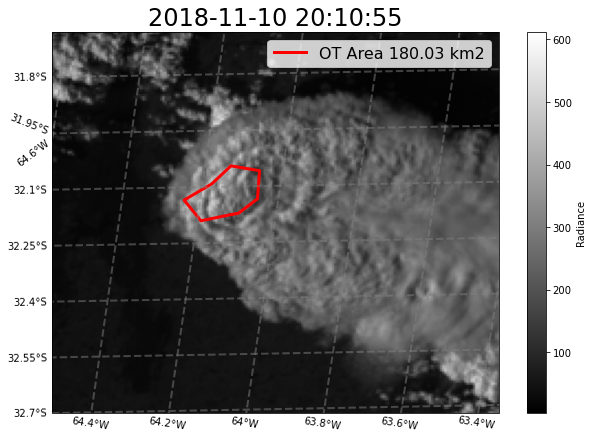 2018-11-10 20:10:55
OT Area 180.03 km2
31.8°S
31.95°S
64.6°W
32.1°S
32.25°S
32.4°S
32.55°S
32.7°S
64.4°W
64.2°W
64°W
63.8°W
63.6°W
63.4°W
600
500
400
300
200
100
Radiance